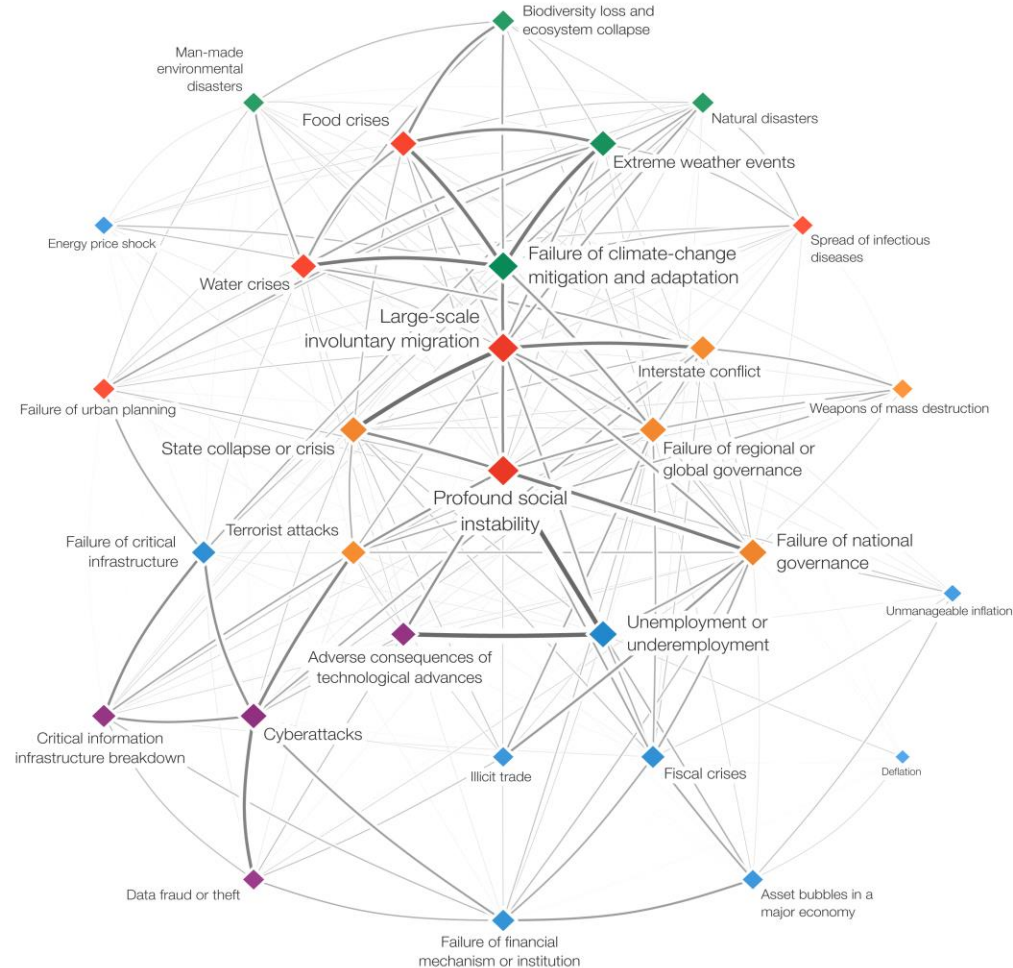 Biodiversity loss and
ecosystem collapse
Man-made
environmental
disasters
Food crises
Natural disasters
Extreme weather events
Energy price shock
Spread of infectious
diseases
Water crises
Failure of climate-change
mitigation and adaptation
Large-scale
involuntary migration
Interstate conflict
Failure of urban planning
Weapons of mass destruction
State collapse or crisis
Failure of regional or
global governance
Profound social
instability
Terrorist attacks
Failure of critical
infrastructure
Failure of national
governance
Unmanageable inflation
Unemployment or
underemployment
Adverse consequences of
technological advances
Critical information
infrastructure breakdown
Cyberattacks
Illicit trade
Fiscal crises
Deflation
Data fraud or theft
Asset bubbles in a
major economy
Failure of financial
mechanism or institution